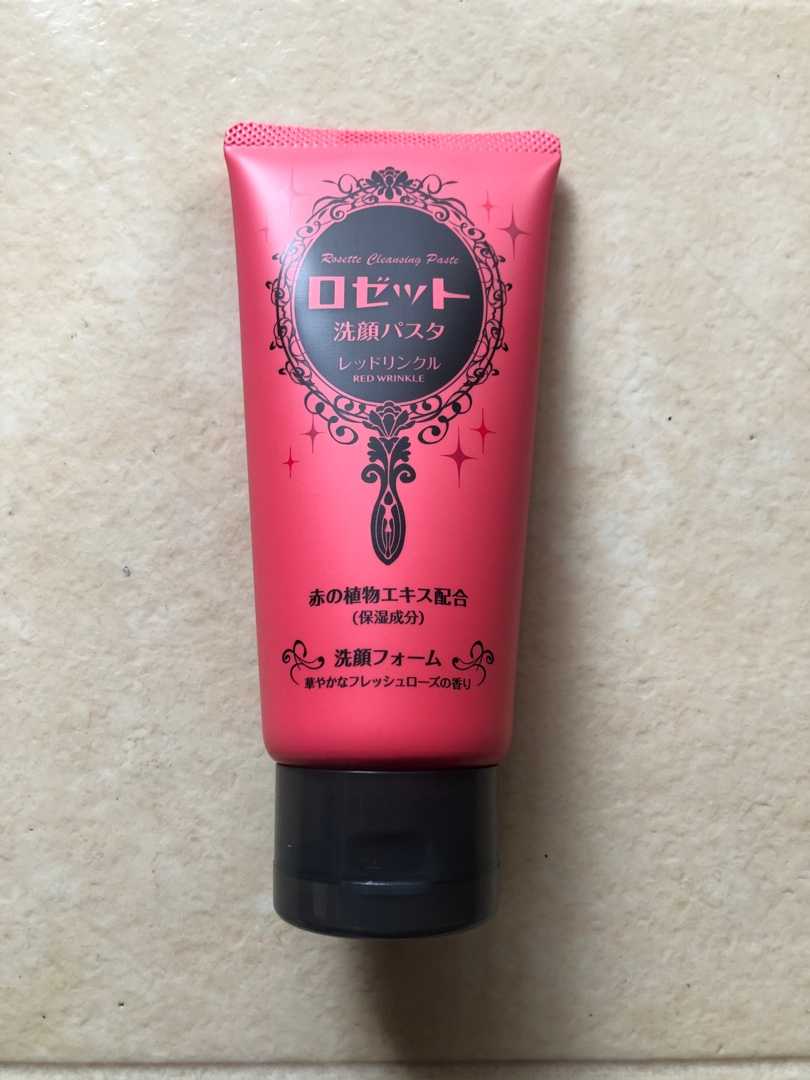 Rosette Cleansing Paste
ロゼット
洗顔パスタ
レッドリンクル
RED WRINKLE
赤の植物エキス配合
(保湿成分)
洗顔フォーム
華やかなフレッシュローズの香り